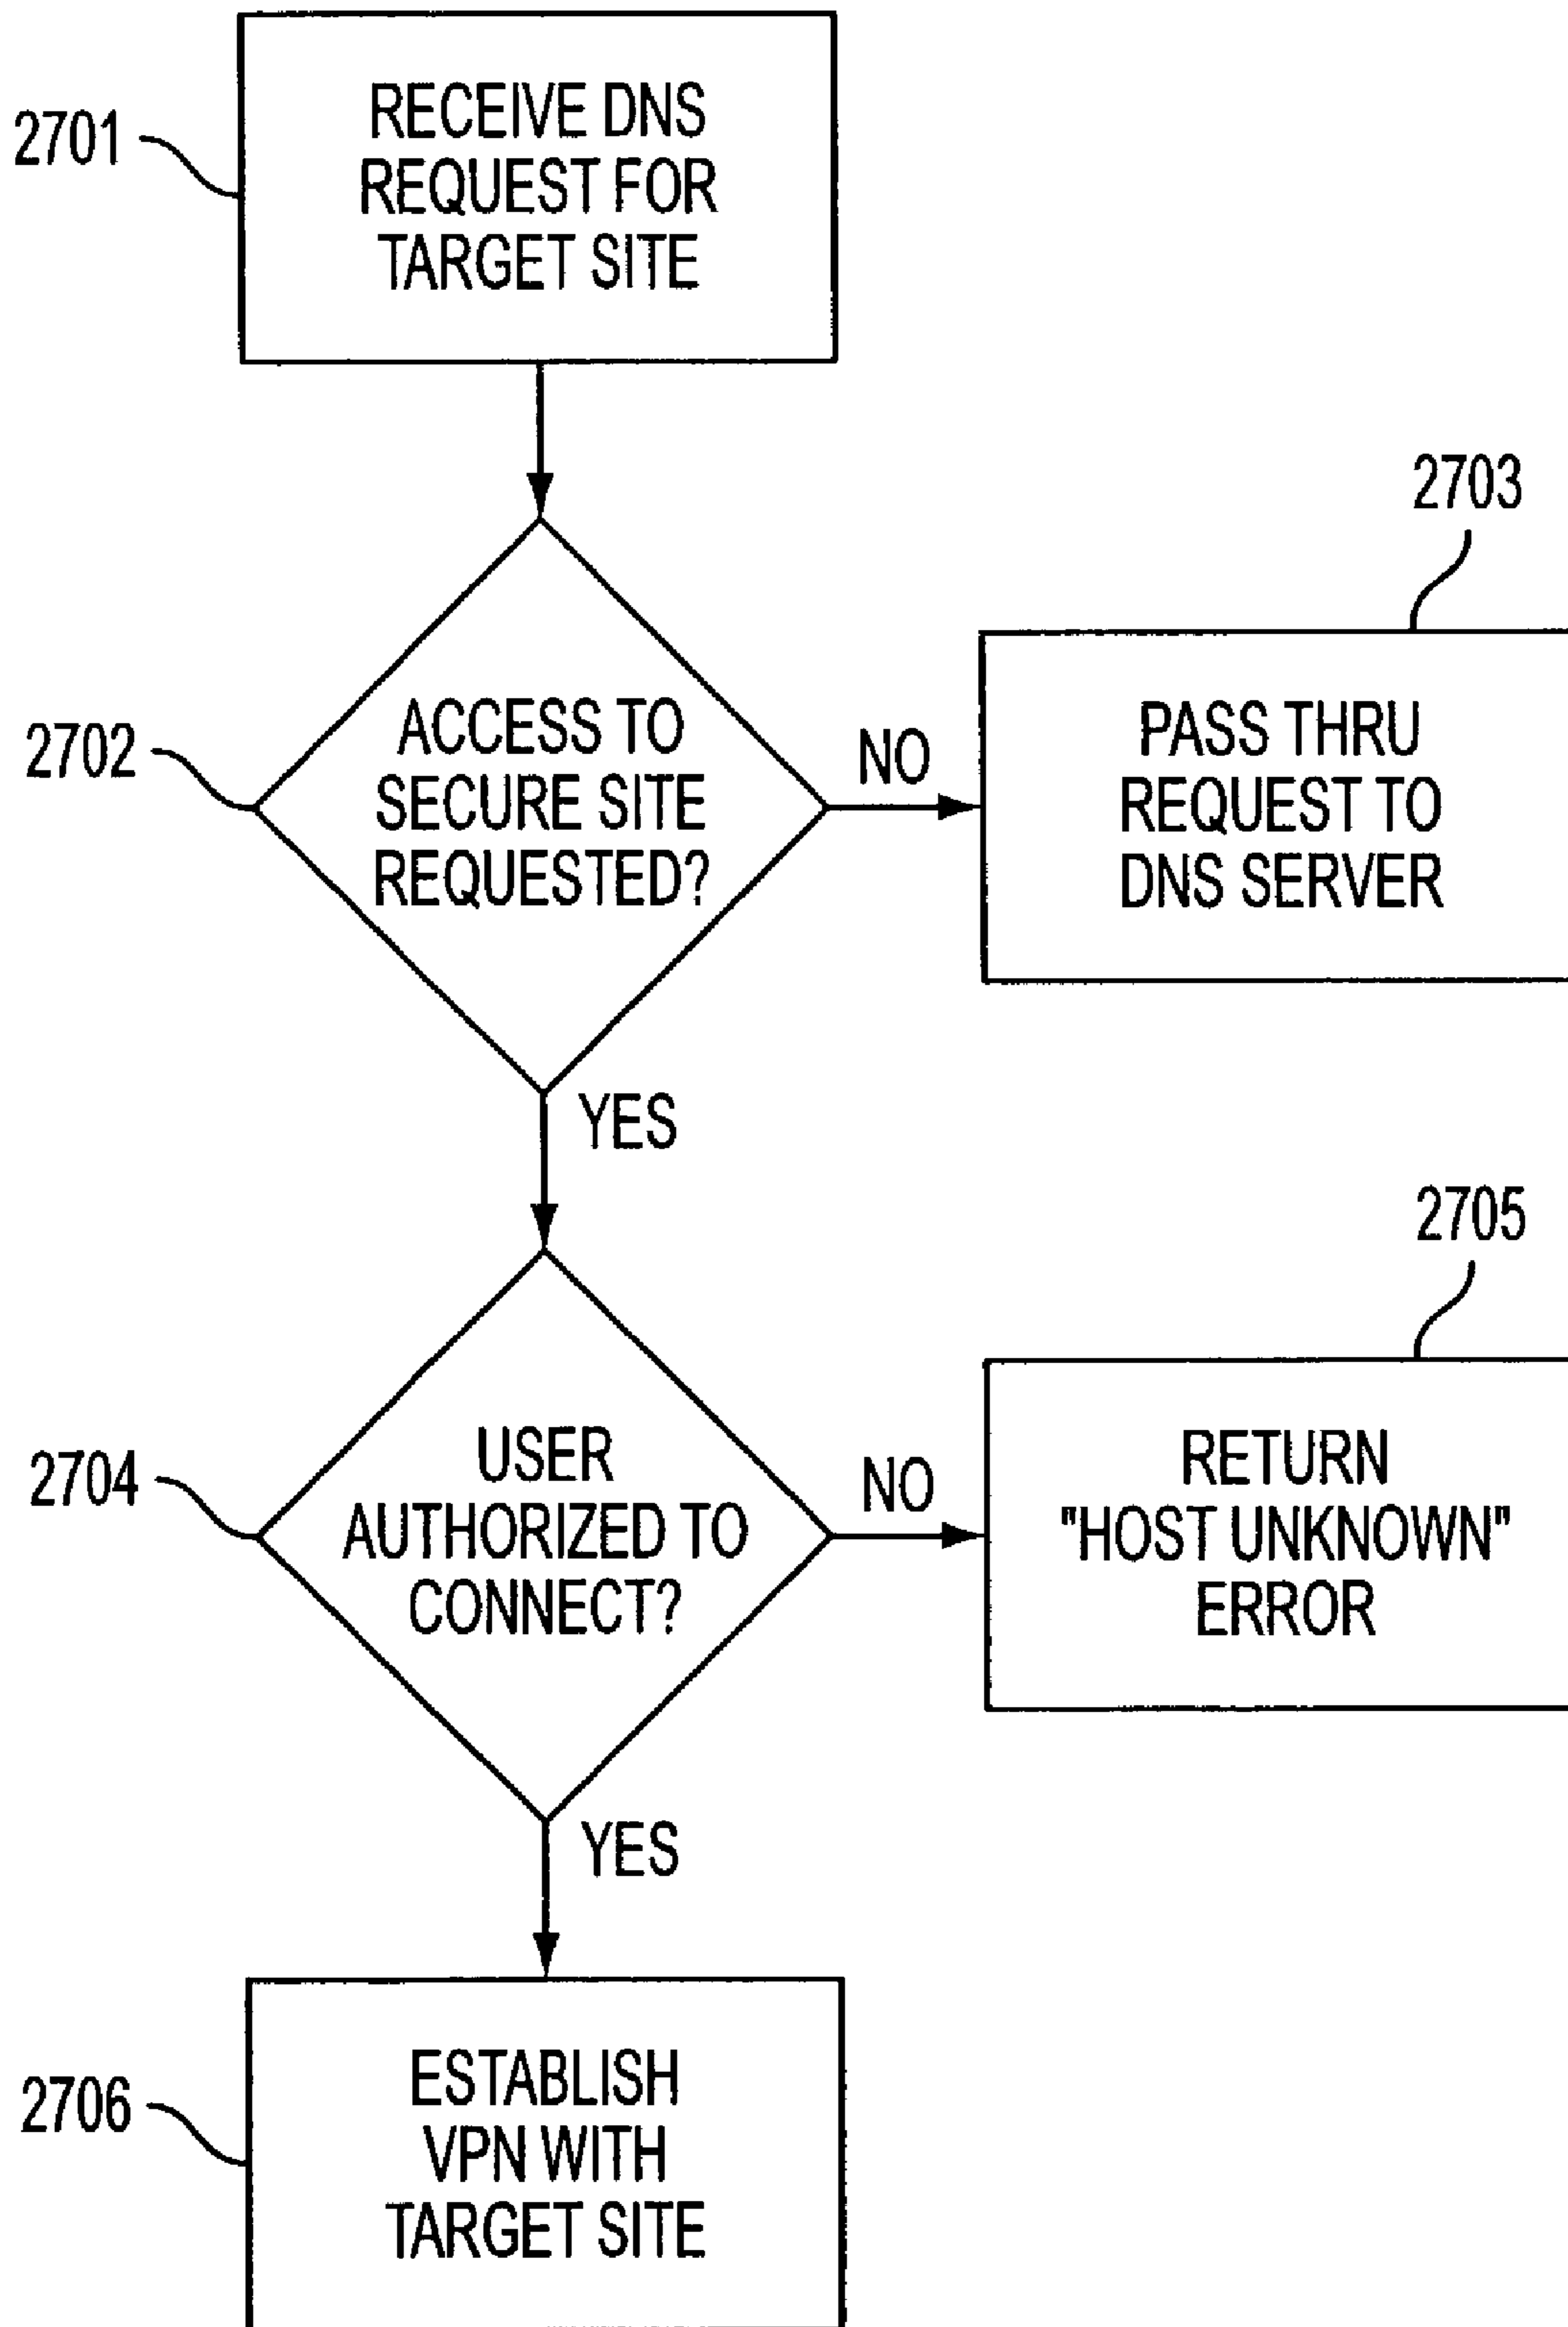 2701
RECEIVE DNS
REQUEST FOR
TARGET SITE
2702
ACCESS TO
SECURE SITE
REQUESTED?
NO
2703
PASS THRU
REQUEST TO
DNS SERVER
YES
2704
USER
AUTHORIZED TO
CONNECT?
NO
2705
RETURN
"HOST UNKNOWN"
ERROR
YES
2706
ESTABLISH
VPN WITH
TARGET SITE